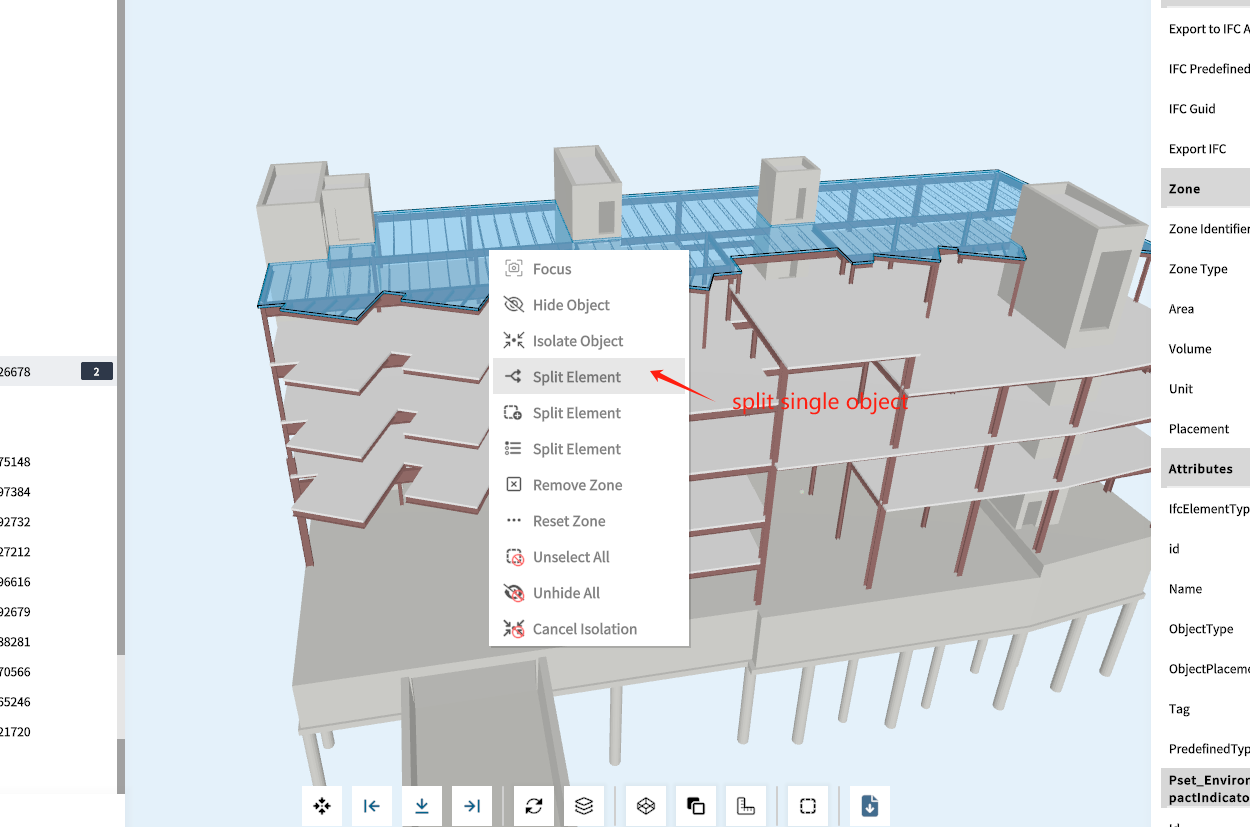 26678
2
75148
97384
92732
27212
96616
92679
38281
70566
65246
21720
Focus
Hide Object
Isolate Object
Split Element
Split Element
Split Element
Remove Zone
Reset Zone
Unselect All
Unhide All
Cancel Isolation
split single object
Export to IFC A
IFC Predefined
IFC Guid
Export IFC
Zone
Zone Identifier
Zone Type
Area
Volume
Unit
Placement
Attributes
IfcElementTyp
id
Name
ObjectType
ObjectPlaceme
Tag
PredefinedTyp
Pset_Environ
pactIndicato